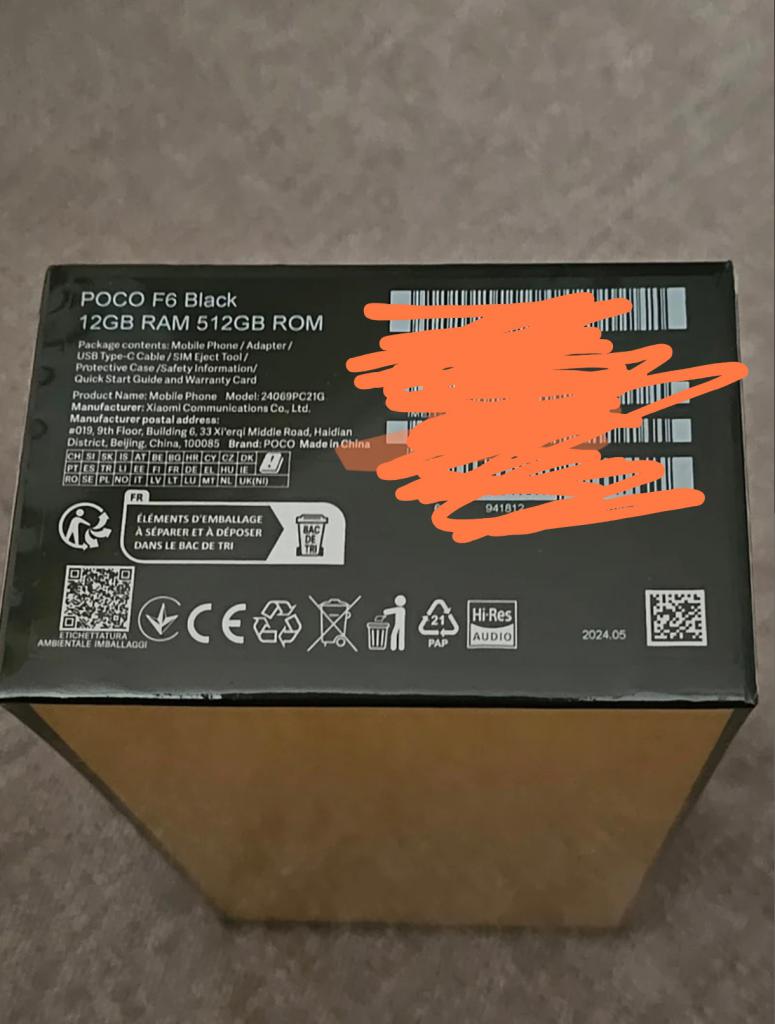 POCO F6 Black
12GB RAM 512GB ROM
Package contents: Mobile Phone / Adapter /
USB Type-C Cable / SIM Eject Tool /
Protective Case /Safety Information/
Quick Start Guide and Warranty Card
Product Name: Mobile Phone Model: 24069PC21G
Manufacturer: Xiaomi Communications Co., Ltd.
Manufacturer postal address:
#019, 9th Floor, Building 6, 33 Xi'erqi Middle Road, Haidian
District, Beijing, China, 100085 Brand: POCO Made in China
CH SI SK IS AT BE BG HR CY CZ DK
PT ES TR LI EE FI FR DE EL HU IE
RO SE PL NO IT LV LT LU MT NL UK(NI)
FR
ÉLÉMENTS D'EMBALLAGE
À SÉPARER ET À DÉPOSER
DANS LE BAC DE TRI
BAC
DE
TRI
941812
ETICHETTATURA
AMBIENTALE IMBALLAGGI
CE
21
PAP
Hi-Res
AUDIO
2024.05